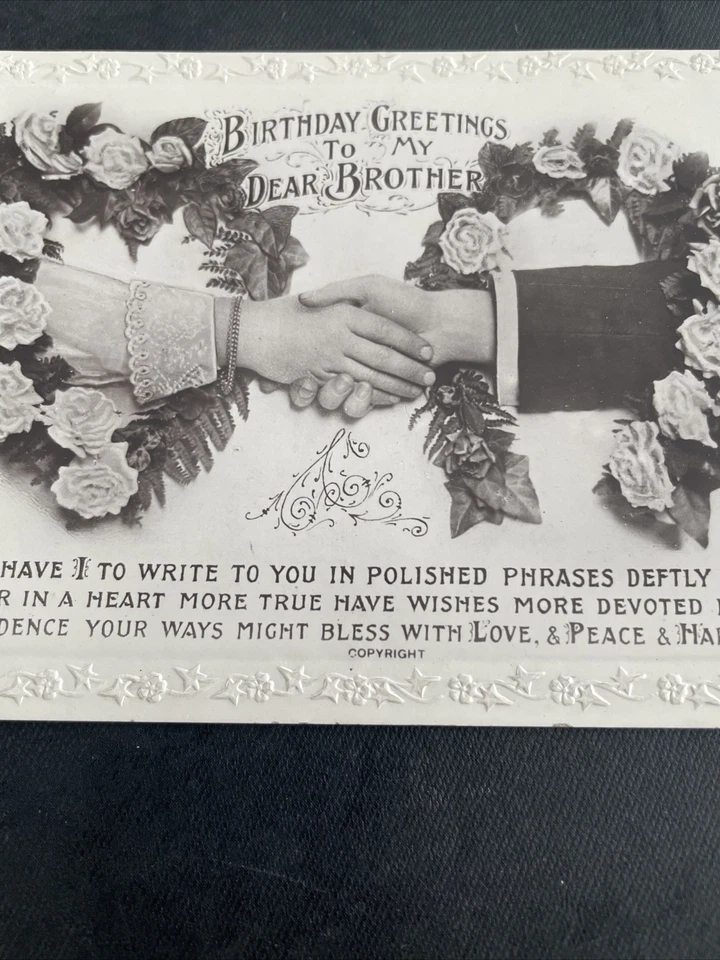 BIRTHDAY GREETINGS
TO MY
DEAR BROTHER
HAVE I TO WRITE TO YOU IN POLISHED PHRASES DEFTLY
IN A HEART MORE TRUE HAVE WISHES MORE DEVOTED
YOUR WAYS MIGHT BLESS WITH LOVE, & PEACE &
COPYRIGHT